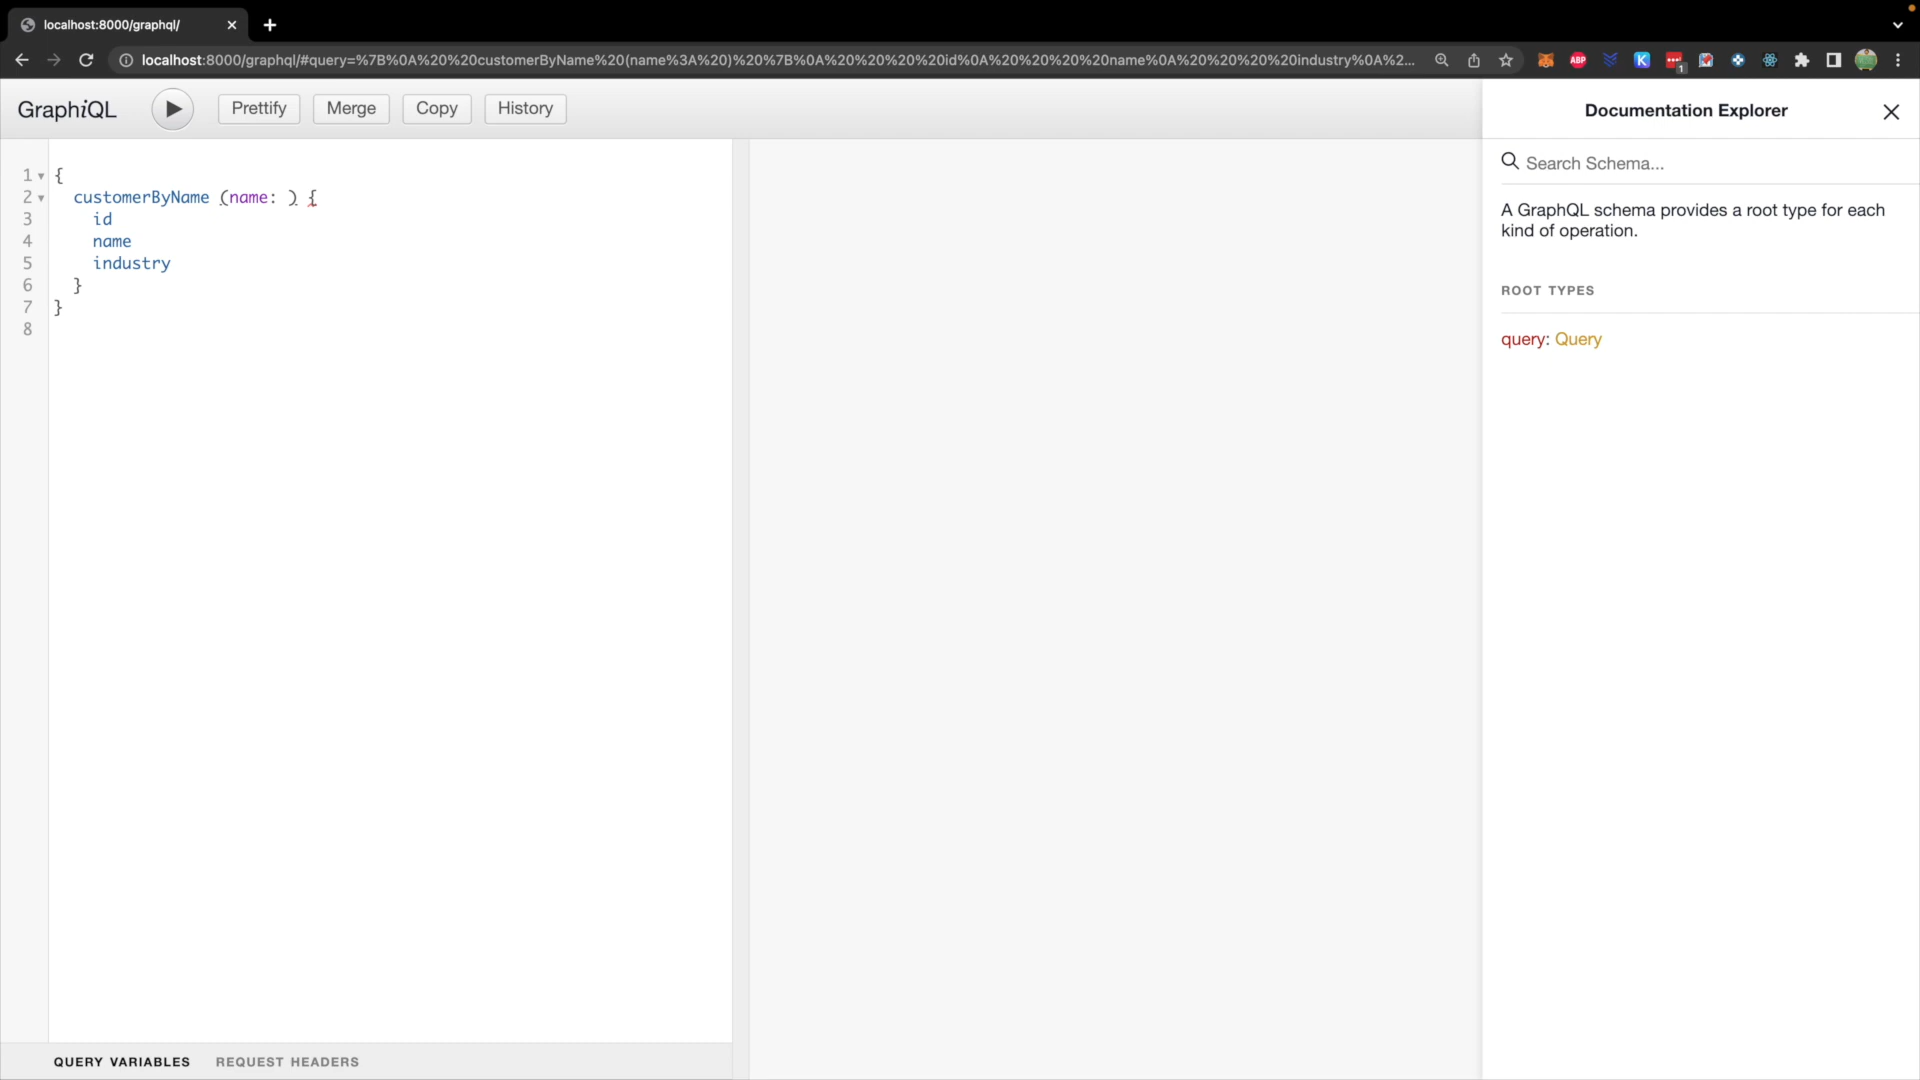 localhost:8000/graphql/
localhost:8000/graphql/#query=%7B%0A%20%20customerByName%20(name%3A%20)%20%7B%0A%20%20%20%20id%0A%20%20%20%20name%0A%20%20%20%20industry%0A%2...
ABP
K
1
GraphiQL
Prettify
Merge
Copy
History
Documentation Explorer
Search Schema...
A GraphQL schema provides a root type for each
kind of operation.
ROOT TYPES
query: Query
1 {
2 customerByName (name: ) {
3 id
4 name
5 industry
6 }
7 }
8
QUERY VARIABLES
REQUEST HEADERS